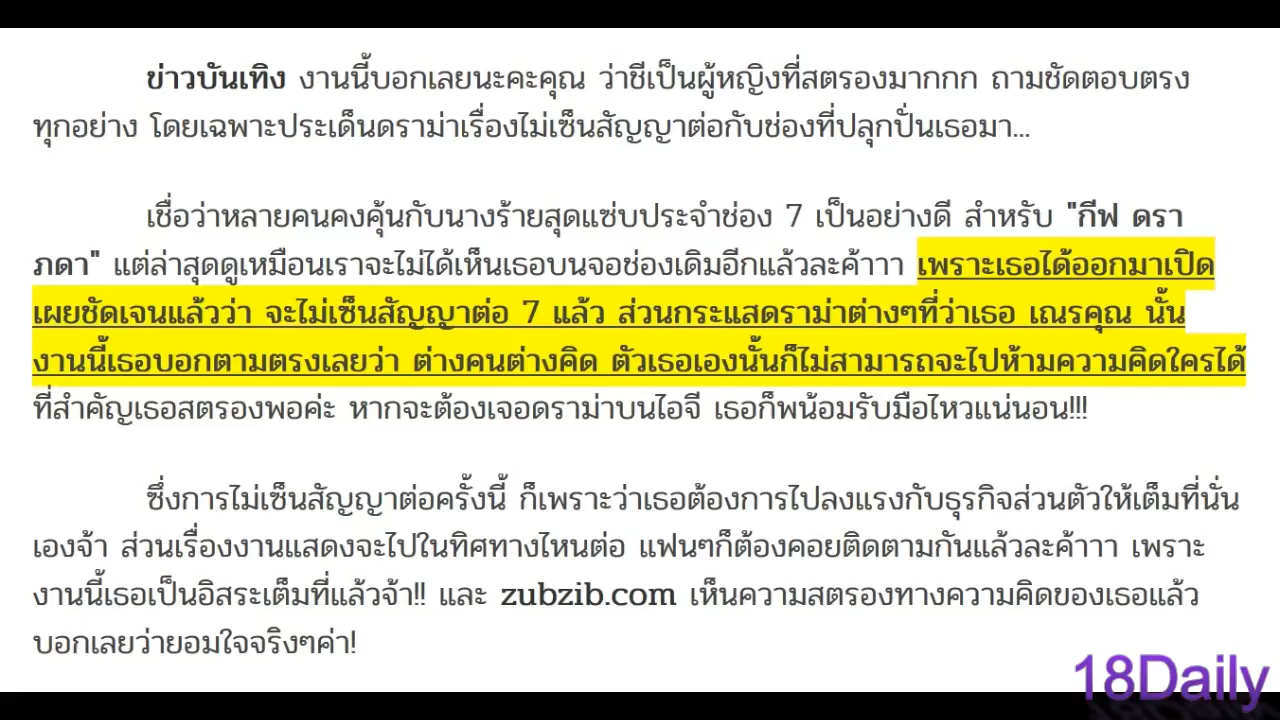 ข่าวบันเทิง งานนี้บอกเลยนะคะคุณ ว่าชีเป็นผู้หญิงที่สตรองมากกก ถามชัดตอบตรง
ทุกอย่าง โดยเฉพาะประเด็นดราม่าเรื่องไม่เซ็นสัญญาต่อกับช่องที่ปลุกปั่นเธอมา...
เชื่อว่าหลายคนคงคุ้นกับนางร้ายสุดแซ่บประจำช่อง 7 เป็นอย่างดี สำหรับ "กีฟ ดรา
ภดา" แต่ล่าสุดดูเหมือนเราจะไม่ได้เห็นเธอบนจอช่องเดิมอีกแล้วละค้าาา เพราะเธอได้ออกมาเปิด
เผยชัดเจนแล้วว่า จะไม่เซ็นสัญญาต่อ 7 แล้ว ส่วนกระแสดราม่าต่างๆที่ว่าเธอ เณรคุณ นั้น
งานนี้เธอบอกตามตรงเลยว่า ต่างคนต่างคิด ตัวเธอเองนั้นก็ไม่สามารถจะไปห้ามความคิดใครได้
ที่สำคัญเธอสตรองพอค่ะ หากจะต้องเจอดราม่าบนไอจี เธอก็พน้อมรับมือไหวแน่นอน!!!
ซึ่งการไม่เซ็นสัญญาต่อครั้งนี้ ก็เพราะว่าเธอต้องการไปลงแรงกับธุรกิจส่วนตัวให้เต็มที่นั่น
เองจ้า ส่วนเรื่องงานแสดงจะไปในทิศทางไหนต่อ แฟนๆก็ต้องคอยติดตามกันแล้วละค้าาา เพราะ
งานนี้เธอเป็นอิสระเต็มที่แล้วจ้า!! และ zubzib.com เห็นความสตรองทางความคิดของเธอแล้ว
บอกเลยว่ายอมใจจริงๆค่า!
18Daily